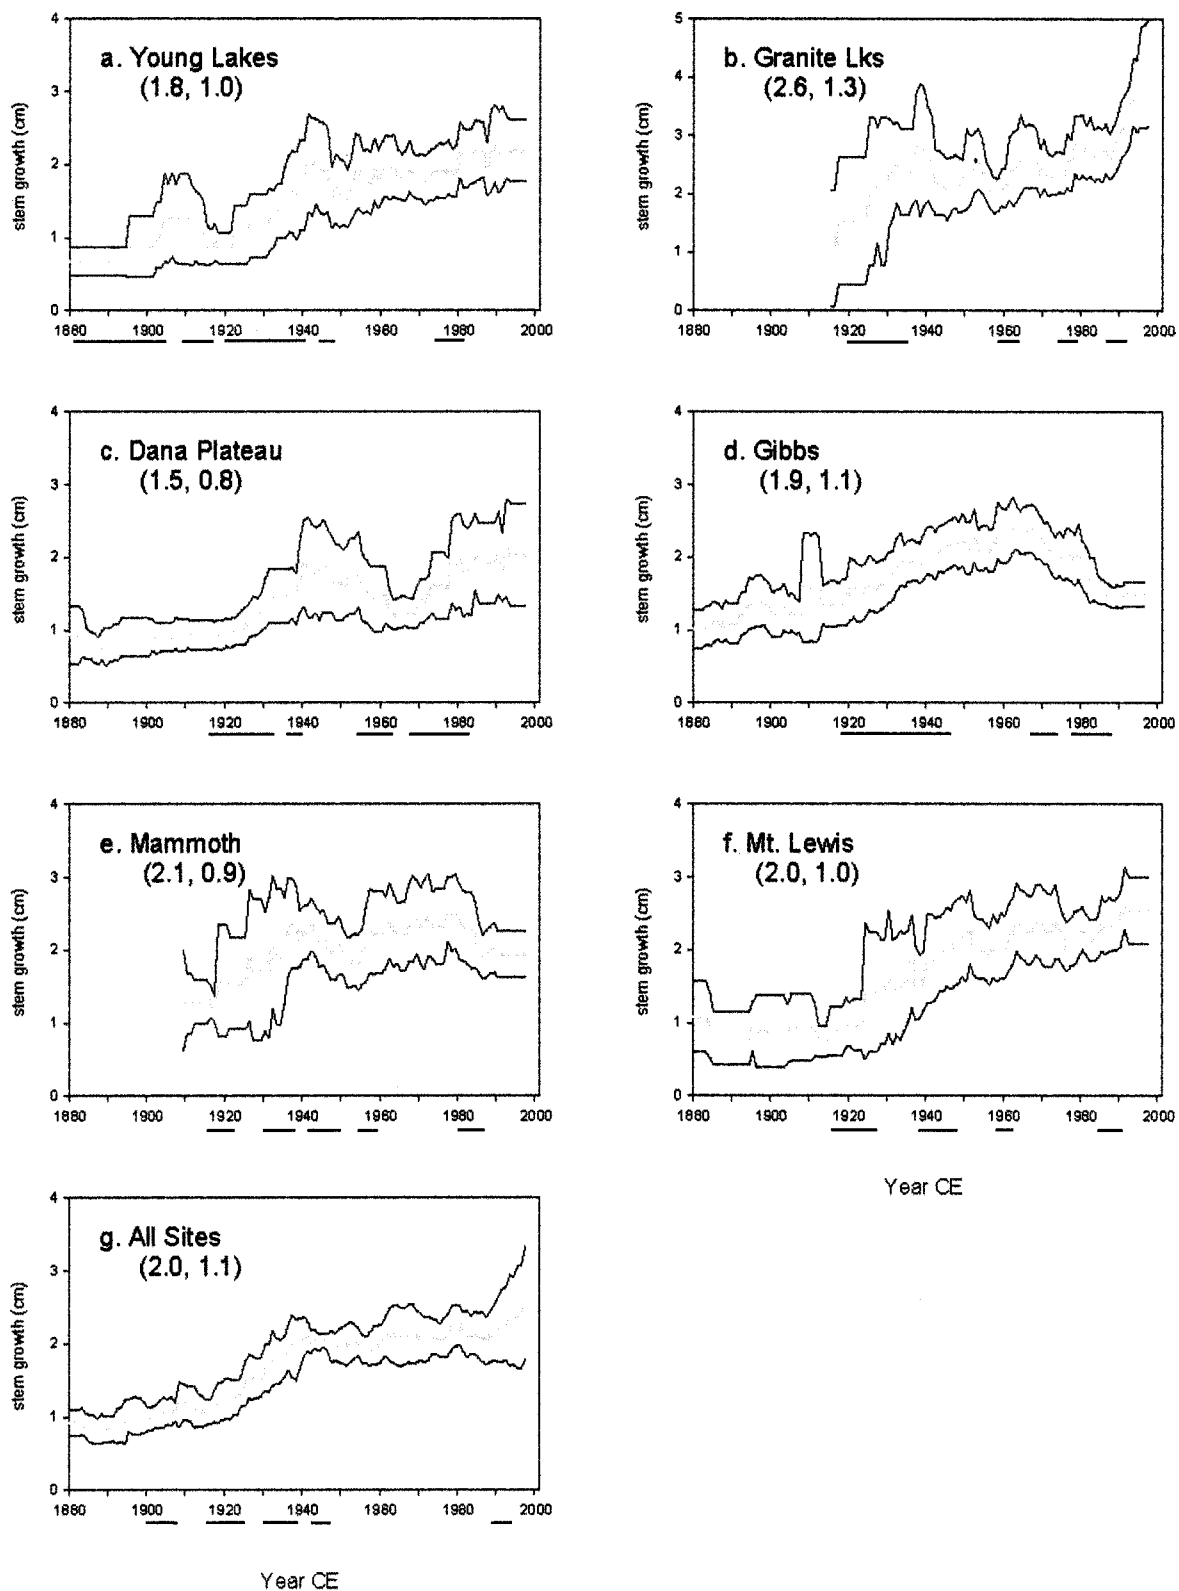 a. Young Lakes
(1.8, 1.0)
stem growth (cm)
4
3
2
1
0
1880 1900 1920 1940 1960 1980 2000
b. Granite Lks
(2.6, 1.3)
stem growth (cm)
5
4
3
2
1
0
1880 1900 1920 1940 1960 1980 2000
c. Dana Plateau
(1.5, 0.8)
stem growth (cm)
4
3
2
1
0
1880 1900 1920 1940 1960 1980 2000
d. Gibbs
(1.9, 1.1)
stem growth (cm)
4
3
2
1
0
1880 1900 1920 1940 1960 1980 2000
e. Mammoth
(2.1, 0.9)
stem growth (cm)
4
3
2
1
0
1880 1900 1920 1940 1960 1980 2000
f. Mt. Lewis
(2.0, 1.0)
stem growth (cm)
4
3
2
1
0
1880 1900 1920 1940 1960 1980 2000
Year CE
g. All Sites
(2.0, 1.1)
stem growth (cm)
4
3
2
1
0
1880 1900 1920 1940 1960 1980 2000
Year CE